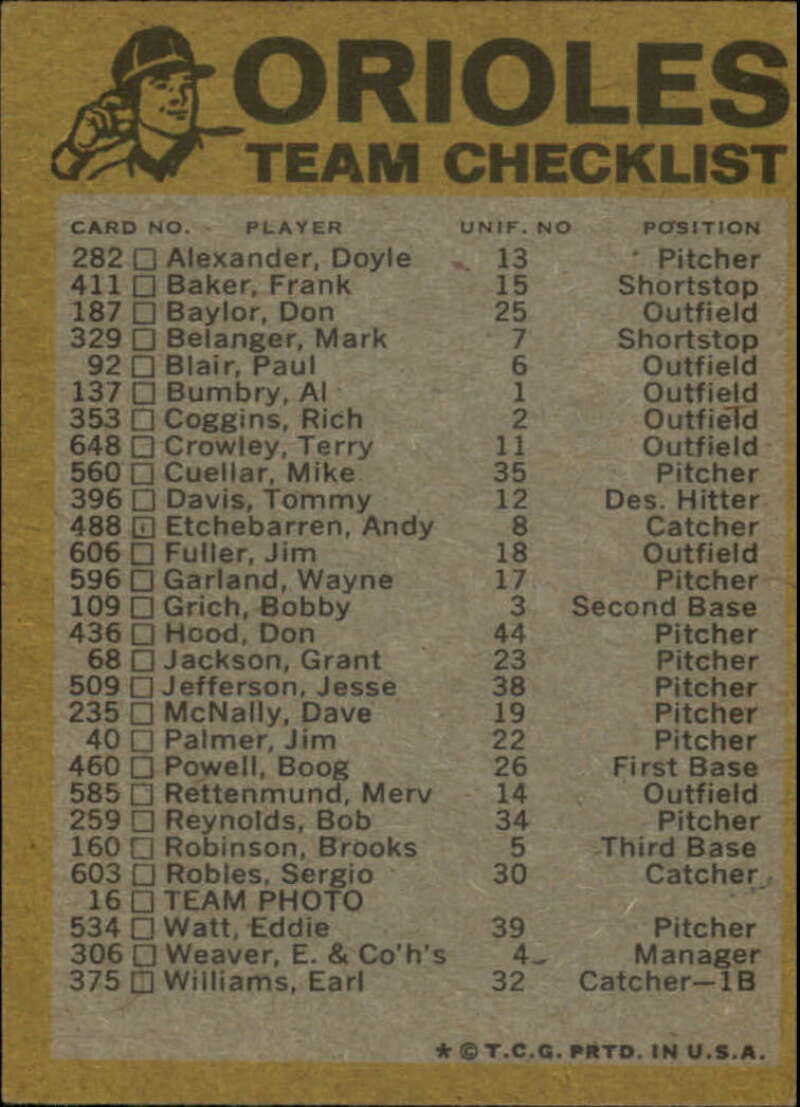 ORIOLES
TEAM CHECKLIST
CARD NO. PLAYER UNIF. NO POSITION
282 Alexander, Doyle 13 Pitcher
411 Baker, Frank 15 Shortstop
187 Baylor, Don 25 Outfield
329 Belanger, Mark 7 Shortstop
92 Blair, Paul 6 Outfield
137 Bumbry, Al 1 Outfield
353 Coggins, Rich 2 Outfield
648 Crowley, Terry 11 Outfield
560 Cuellar, Mike 35 Pitcher
396 Davis, Tommy 12 Des. Hitter
488 Etchebarren, Andy 8 Catcher
606 Fuller, Jim 18 Outfield
596 Garland, Wayne 17 Pitcher
109 Grich, Bobby 3 Second Base
436 Hood, Don 44 Pitcher
68 Jackson, Grant 23 Pitcher
509 Jefferson, Jesse 38 Pitcher
235 McNally, Dave 19 Pitcher
40 Palmer, Jim 22 Pitcher
460 Powell, Boog 26 First Base
585 Rettenmund, Merv 14 Outfield
259 Reynolds, Bob 34 Pitcher
160 Robinson, Brooks 5 Third Base
603 Robles, Sergio 30 Catcher
16 TEAM PHOTO
534 Watt, Eddie 39 Pitcher
306 Weaver, E. & Co'h's 4 Manager
375 Williams, Earl 32 Catcher—1B
* © T.C.G. PRTD. IN U.S.A.